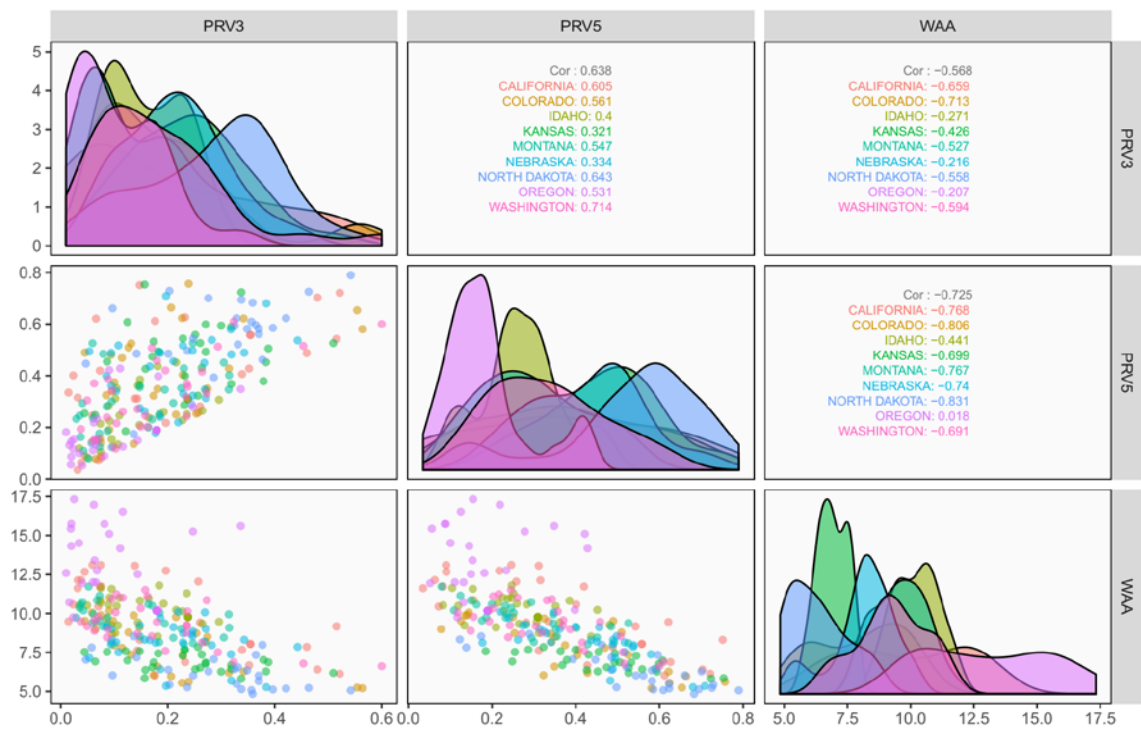 PRV3 PRV5 WAA
5
4
3
2
1
0
Cor : 0.638
CALIFORNIA: 0.605
COLORADO: 0.561
IDAHO: 0.4
KANSAS: 0.321
MONTANA: 0.547
NEBRASKA: 0.334
NORTH DAKOTA: 0.643
OREGON: 0.531
WASHINGTON: 0.714
Cor : −0.568
CALIFORNIA: −0.659
COLORADO: −0.713
IDAHO: −0.271
KANSAS: −0.426
MONTANA: −0.527
NEBRASKA: −0.216
NORTH DAKOTA: −0.558
OREGON: −0.207
WASHINGTON: −0.594
PRV3
0.8
0.6
0.4
0.2
0.0
Cor : −0.725
CALIFORNIA: −0.768
COLORADO: −0.806
IDAHO: −0.441
KANSAS: −0.699
MONTANA: −0.767
NEBRASKA: −0.74
NORTH DAKOTA: −0.831
OREGON: 0.018
WASHINGTON: −0.691
PRV5
17.5
15.0
12.5
10.0
7.5
5.0
WAA
0.0 0.2 0.4 0.6 0.0 0.2 0.4 0.6 0.8 5.0 7.5 10.0 12.5 15.0 17.5